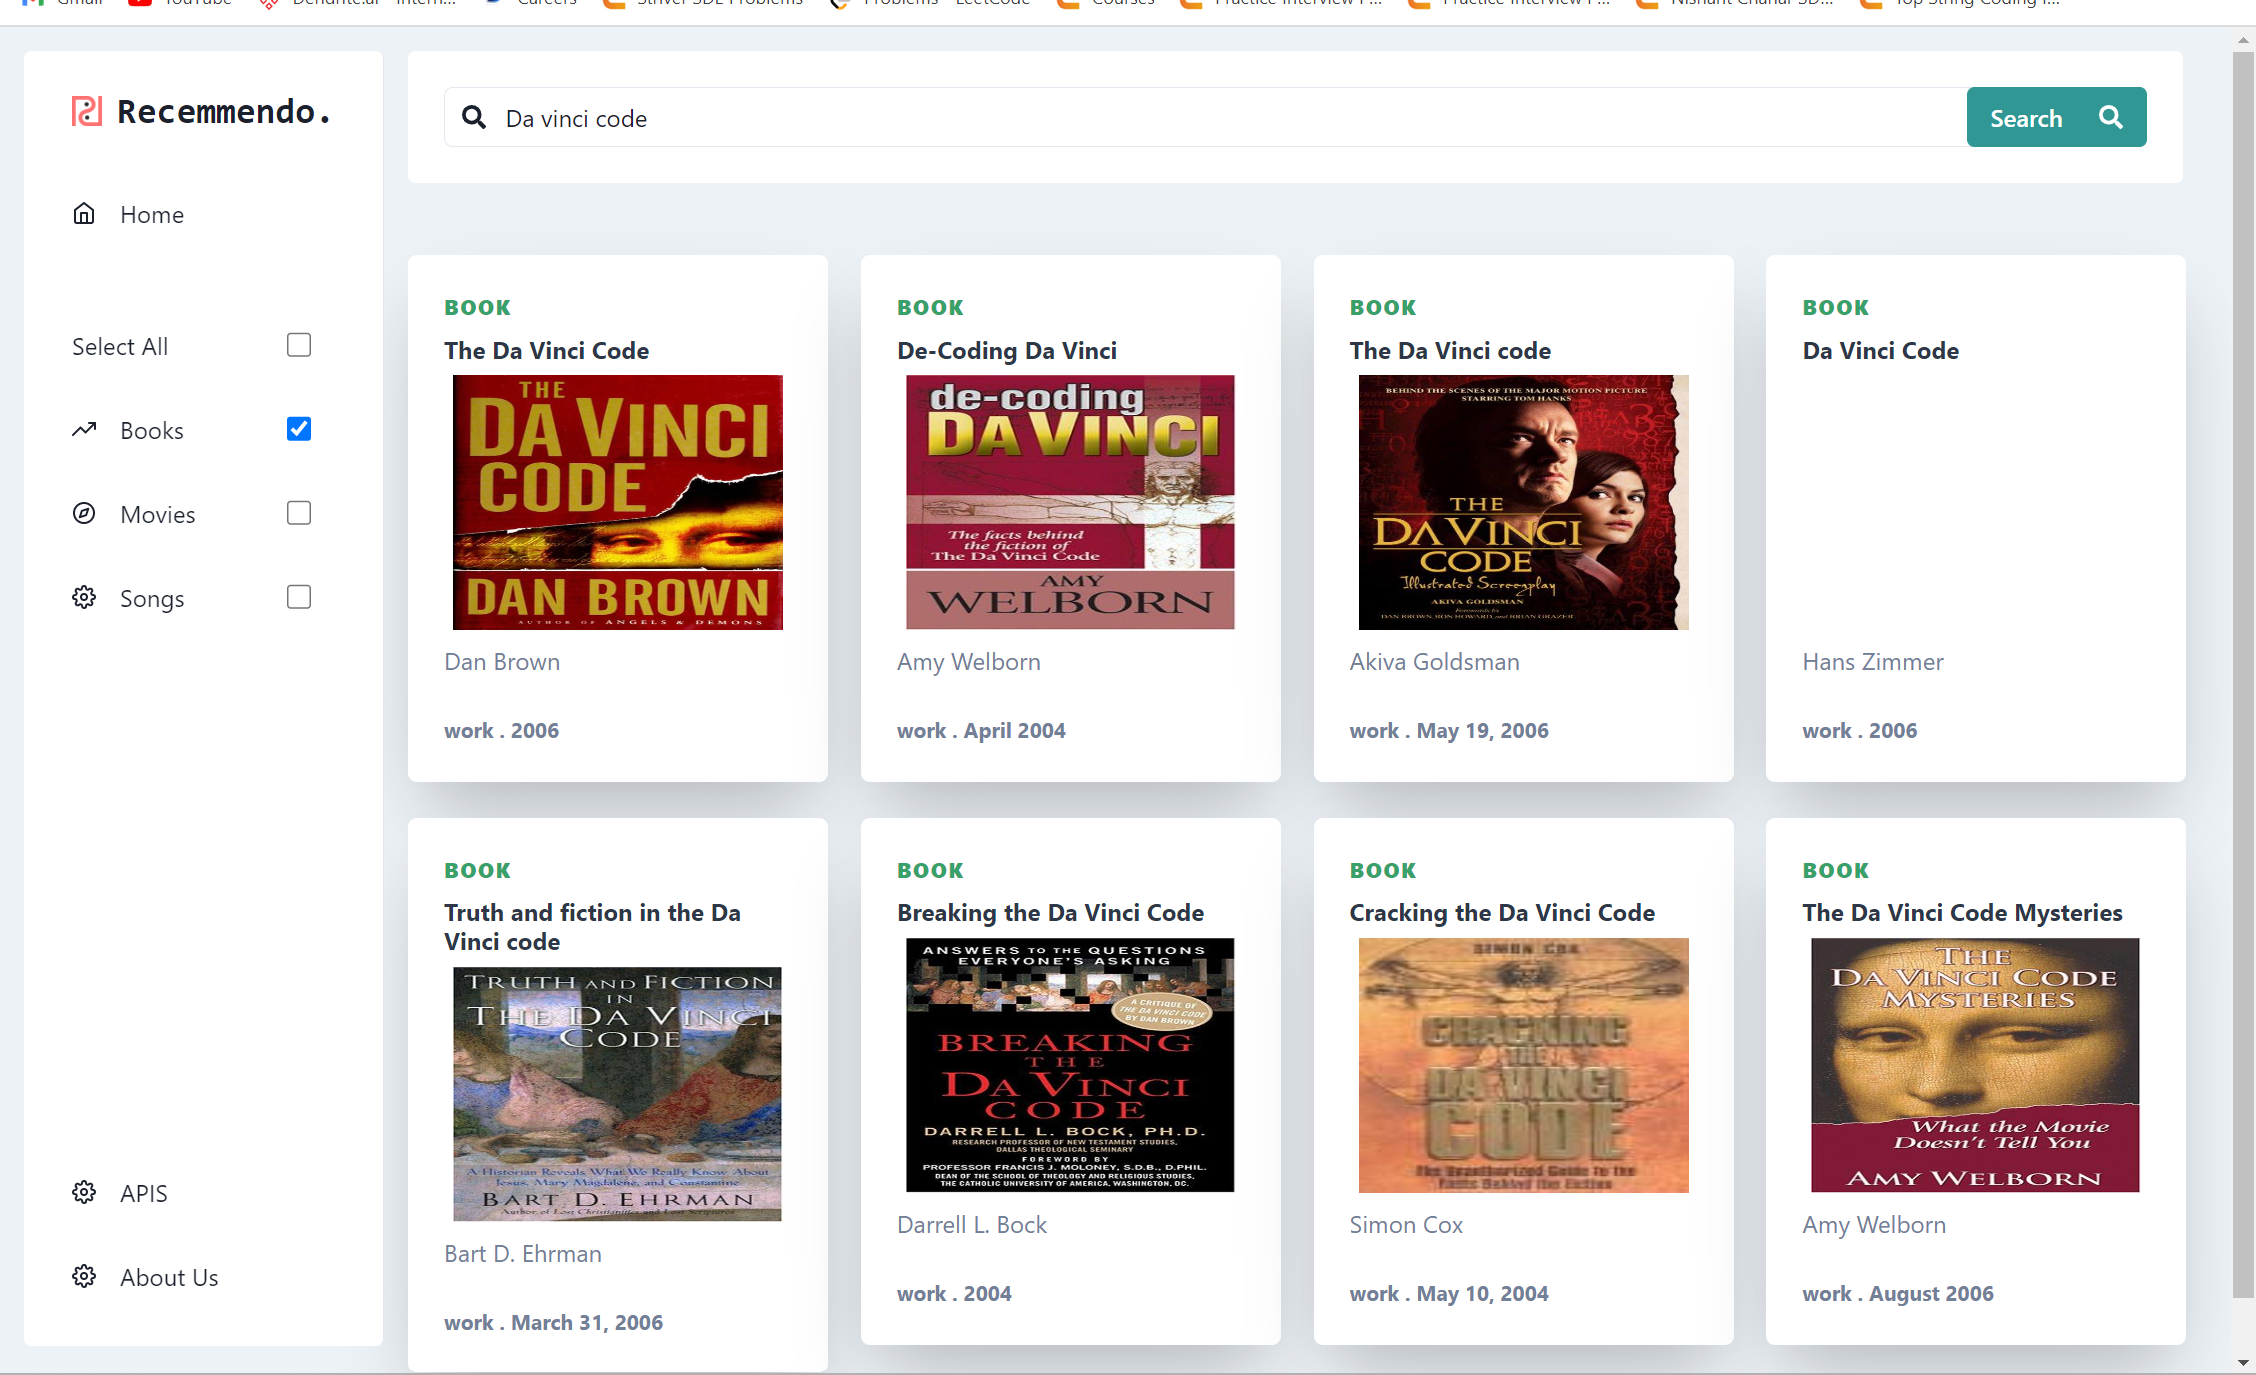 Gmail YouTube Dendrite.ai - Intern... Careers Striver SDE Problems Problems - LeetCode Courses Practice Interview P... Practice Interview P... Nishant Chahar SD... Top String Coding I...
Recemmendo.
Da vinci code
Search
Home
Select All
Books
Movies
Songs
APIS
About Us
BOOK
The Da Vinci Code
THE
DA VINCI
CODE
DAN BROWN
AUTHOR OF ANGELS & DEMONS
Dan Brown
work . 2006
BOOK
De-Coding Da Vinci
de-coding
DA VINCI
The facts behind
the fiction of
The Da Vinci Code
AMY
WELBORN
Amy Welborn
work . April 2004
BOOK
The Da Vinci code
BEHIND THE SCENES OF THE MAJOR MOTION PICTURE
STARRING TOM HANKS
THE
DA VINCI
CODE
Illustrated Screenplay
AKIVA GOLDSMAN
Forewords by
DAN BROWN, RON HOWARD, and BRIAN GRAZER
Akiva Goldsman
work . May 19, 2006
BOOK
Da Vinci Code
Hans Zimmer
work . 2006
BOOK
Truth and fiction in the Da
Vinci code
TRUTH AND FICTION
IN
THE DA VINCI
CODE
A Historian Reveals What We Really Know About
Jesus, Mary Magdalene, and Constantine
BART D. EHRMAN
Author of Lost Christianities and Lost Scriptures
Bart D. Ehrman
work . March 31, 2006
BOOK
Breaking the Da Vinci Code
ANSWERS TO THE QUESTIONS
EVERYONE'S ASKING
A CRITIQUE OF
THE DA VINCI CODE
BY DAN BROWN
BREAKING
THE
DA VINCI
CODE
DARRELL L. BOCK, PH.D.
RESEARCH PROFESSOR OF NEW TESTAMENT STUDIES,
DALLAS THEOLOGICAL SEMINARY
FOREWORD BY
PROFESSOR FRANCIS J. MOLONEY, S.D.B., D.PHIL.
DEAN OF THE SCHOOL OF THEOLOGY AND RELIGIOUS STUDIES,
THE CATHOLIC UNIVERSITY OF AMERICA, WASHINGTON, DC.
Darrell L. Bock
work . 2004
BOOK
Cracking the Da Vinci Code
SIMON COX
CRACKING
THE
DA VINCI
CODE
The Unauthorized Guide to the
Facts Behind the Fiction
Simon Cox
work . May 10, 2004
BOOK
The Da Vinci Code Mysteries
THE
DA VINCI CODE
MYSTERIES
What the Movie
Doesn't Tell You
AMY WELBORN
Amy Welborn
work . August 2006